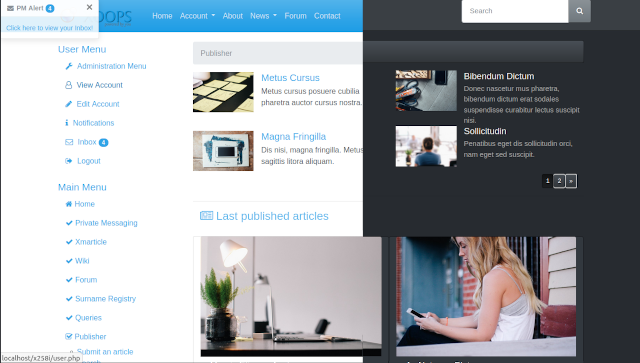 PM Alert 4
×
Click here to view your Inbox!
OOPS
Home Account About News Forum Contact
Search
User Menu
Administration Menu
View Account
Edit Account
Notifications
Inbox 4
Logout
Main Menu
Home
Private Messaging
Xmarticle
Wiki
Forum
Surname Registry
Queries
Publisher
Submit an article
localhost/x258i/user.php
Publisher
Metus Cursus
Metus cursus posuere cubilia
pharetra auctor cursus nostra.
Magna Fringilla
Dis nisi, magna fringilla. Metus
sagittis litora aliquam.
Bibendum Dictum
Donec nascetur mus pharetra,
bibendum dictum erat sodales
suspendisse curabitur lectus suscipit
nisi.
Sollicitudin
Penatibus eget dis sollicitudin orci,
nam eget sed suscipit.
1 2 »
Last published articles